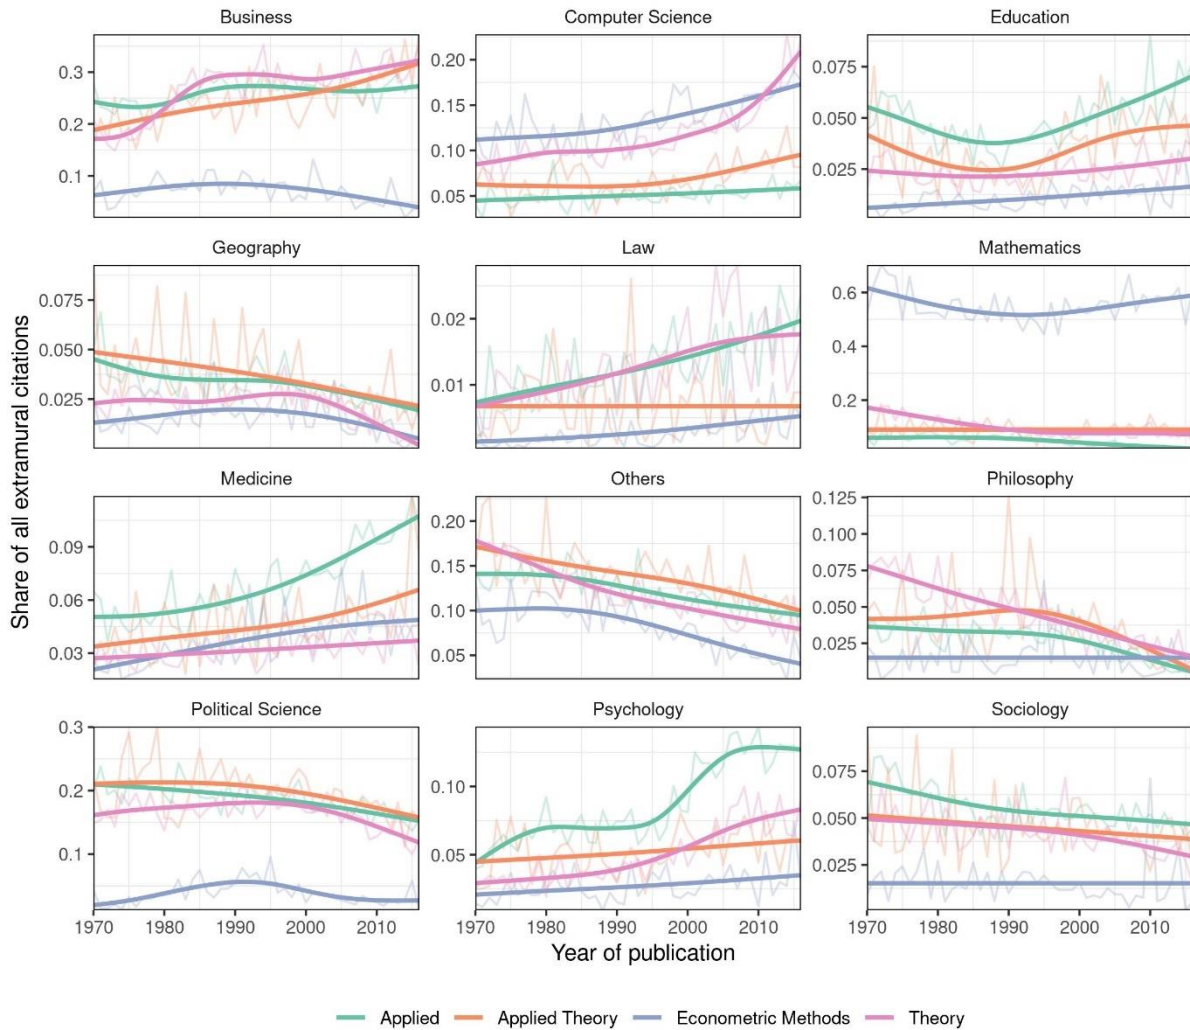 Business
Computer Science
Education
0.3
0.2
0.1
0.20
0.15
0.10
0.05
0.075
0.050
0.025
Geography
Law
Mathematics
0.075
0.050
0.025
0.02
0.01
0.6
0.4
0.2
Medicine
Others
Philosophy
0.09
0.06
0.03
0.20
0.15
0.10
0.05
0.125
0.100
0.075
0.050
0.025
Political Science
Psychology
Sociology
0.3
0.2
0.1
0.10
0.05
0.075
0.050
0.025
1970 1980 1990 2000 2010
1970 1980 1990 2000 2010
1970 1980 1990 2000 2010
Share of all extramural citations
Year of publication
Applied Applied Theory Econometric Methods Theory